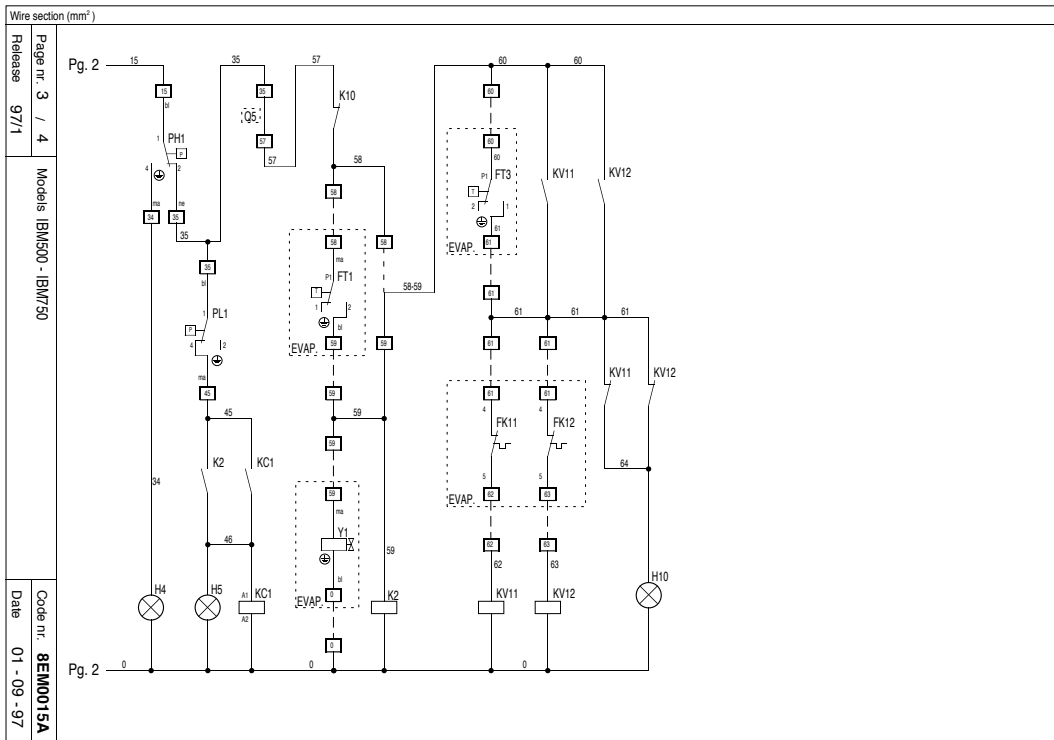 Wire section (mm²)
Page nr. 3 / 4
Release 97/1
Models IBM500 - IBM750
Code nr. 8EM0015A
Date 01 - 09 - 97
Pg. 2 15 35 57 60 60
15 35 60
bl K10
Q5
57 60
1 PH1 P 57 58 60
4 2 P1 FT3 KV11 KV12
T
58 2 1
ma ne
34 35 61
35 58 58 61
EVAP.
35 ma
bl P1 FT1
T 58-59 61
1 2
1 PL1 61 61 61
P bl
4 2 EVAP. 59 59 61 61
ma KV11 KV12
45 59 61 61
45 59 4 4
FK11 FK12
59
K2 KC1 5 5 64
34 59 EVAP. 62 63
ma
46 Y1
62 63
59 62 63
bl H10
H4 H5 A1 KC1 EVAP. 0 K2 KV11 KV12
A2
0
Pg. 2 0 0 0